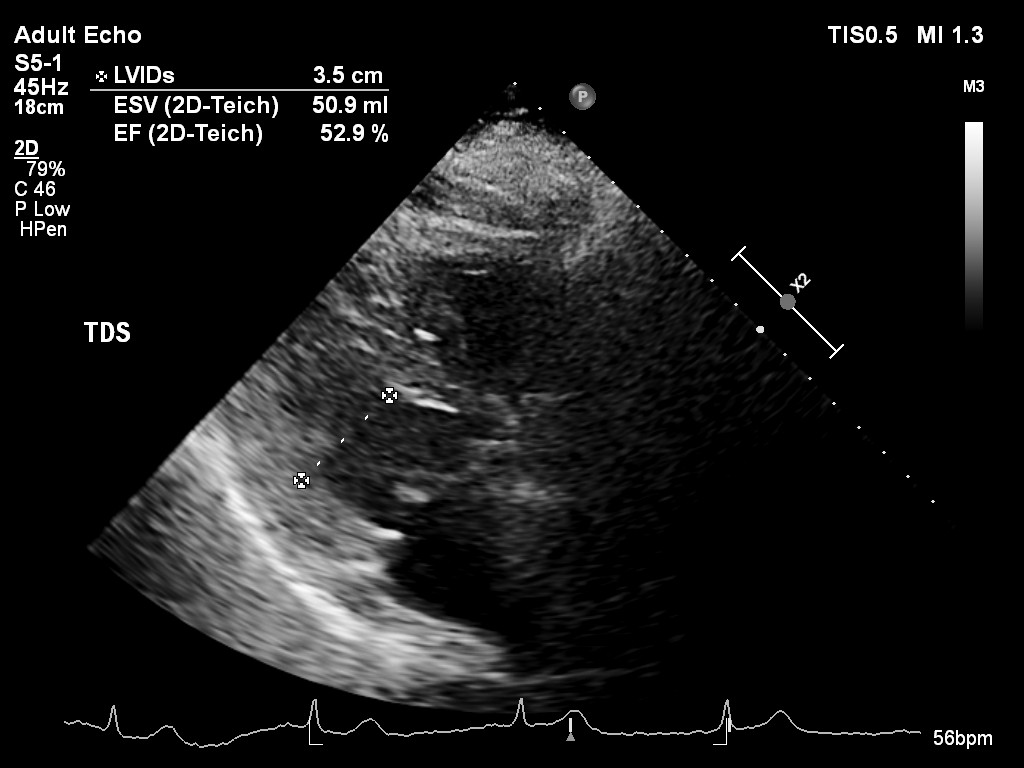 Adult Echo
TIS0.5 MI 1.3
S5-1
45Hz
18cm
2D
79%
C 46
P Low
HPen
LVIDs 3.5 cm
ESV (2D-Teich) 50.9 ml
EF (2D-Teich) 52.9 %
P
M3
X2
TDS
56bpm